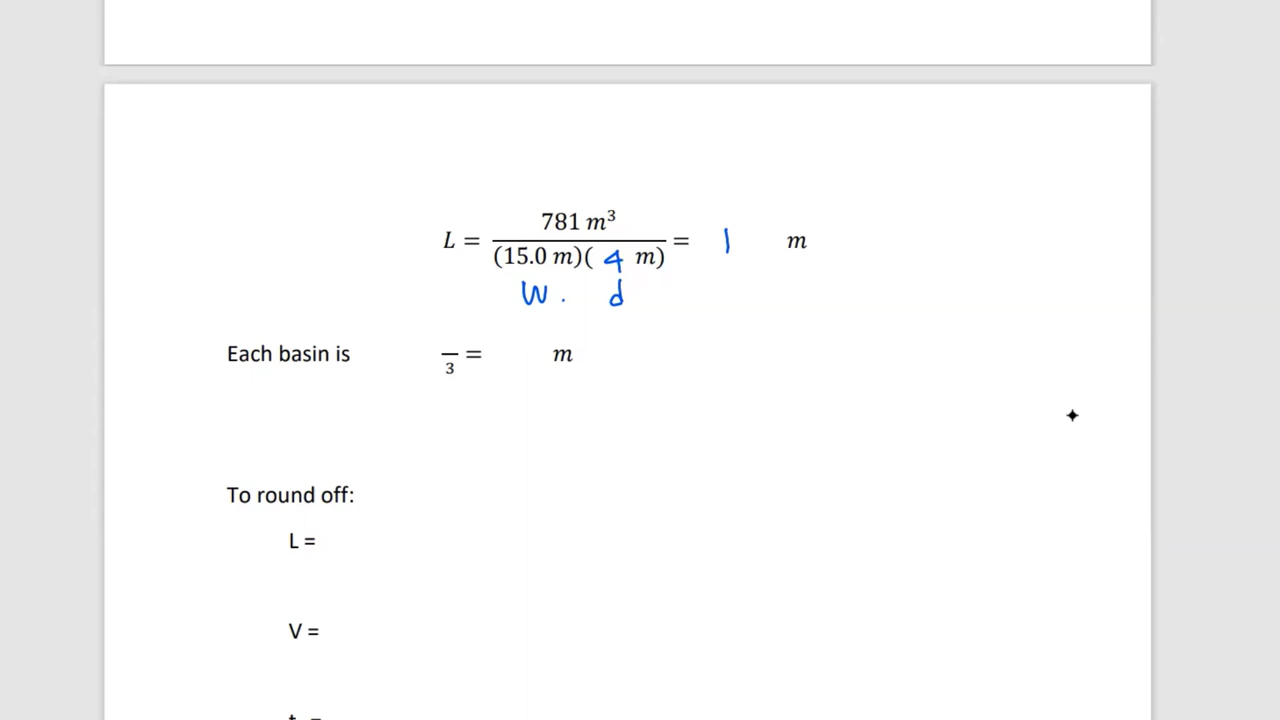 L = 781 m³ / (15.0 m)( 4 m) = 1 m
W . d
Each basin is — / 3 = m
To round off:
L =
V =